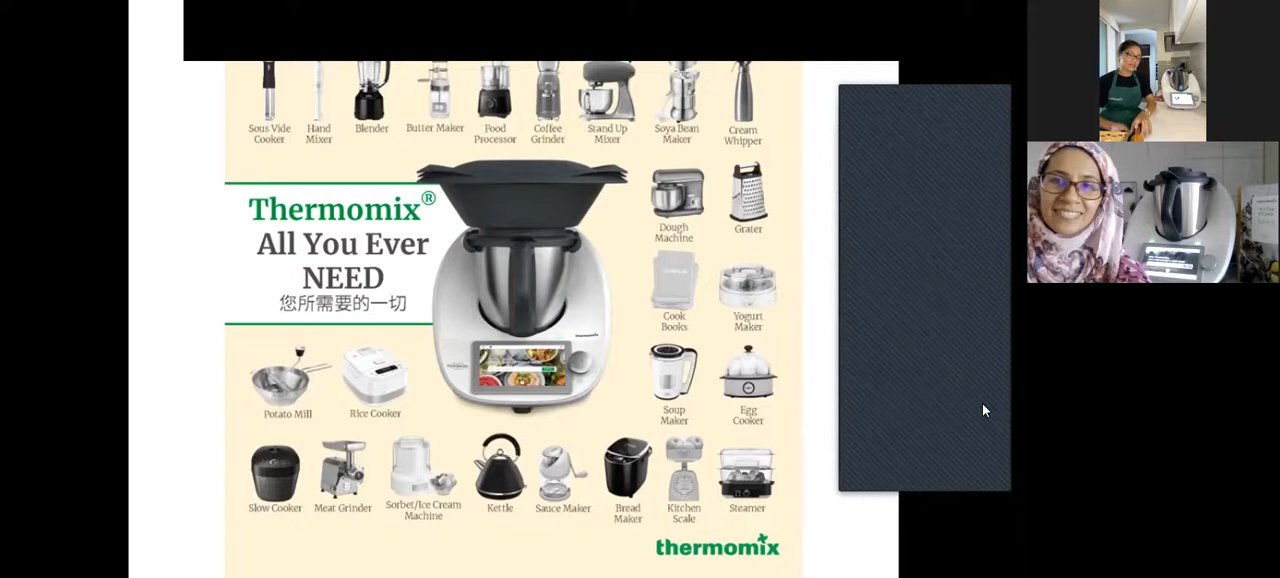 Sous Vide Cooker
Hand Mixer
Blender
Butter Maker
Food Processor
Coffee Grinder
Stand Up Mixer
Soya Bean Maker
Cream Whipper
Thermomix®
All You Ever
NEED
您所需要的一切
Dough Machine
Grater
Cook Books
Yogurt Maker
Potato Mill
Rice Cooker
Soup Maker
Egg Cooker
Slow Cooker
Meat Grinder
Sorbet/Ice Cream Machine
Kettle
Sauce Maker
Bread Maker
Kitchen Scale
Steamer
thermomix